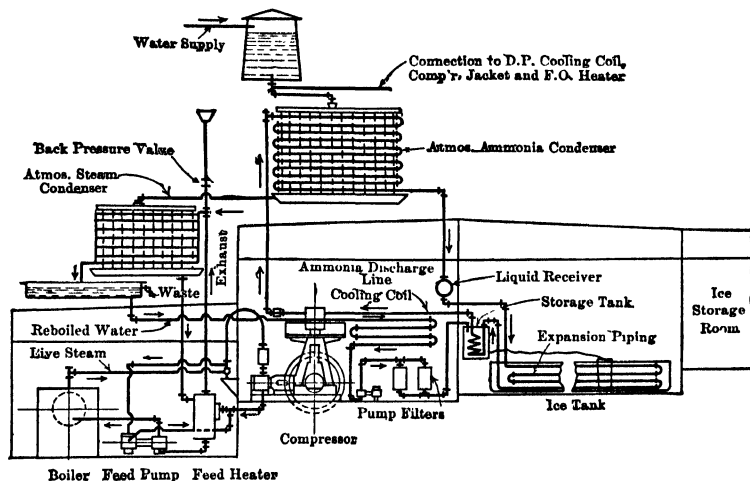 Water Supply
Connection to D.P. Cooling Coil,
Comp'r. Jacket and F.O. Heater
Back Pressure Value
Atmos. Ammonia Condenser
Atmos. Steam
Condenser
Exhaust
Ammonia Discharge
Line
Cooling Coil
Liquid Receiver
Storage Tank
Ice
Storage
Room
Waste
Reboiled Water
Live Steam
Expansion Piping
Pump Filters
Ice Tank
Compressor
Boiler Feed Pump Feed Heater